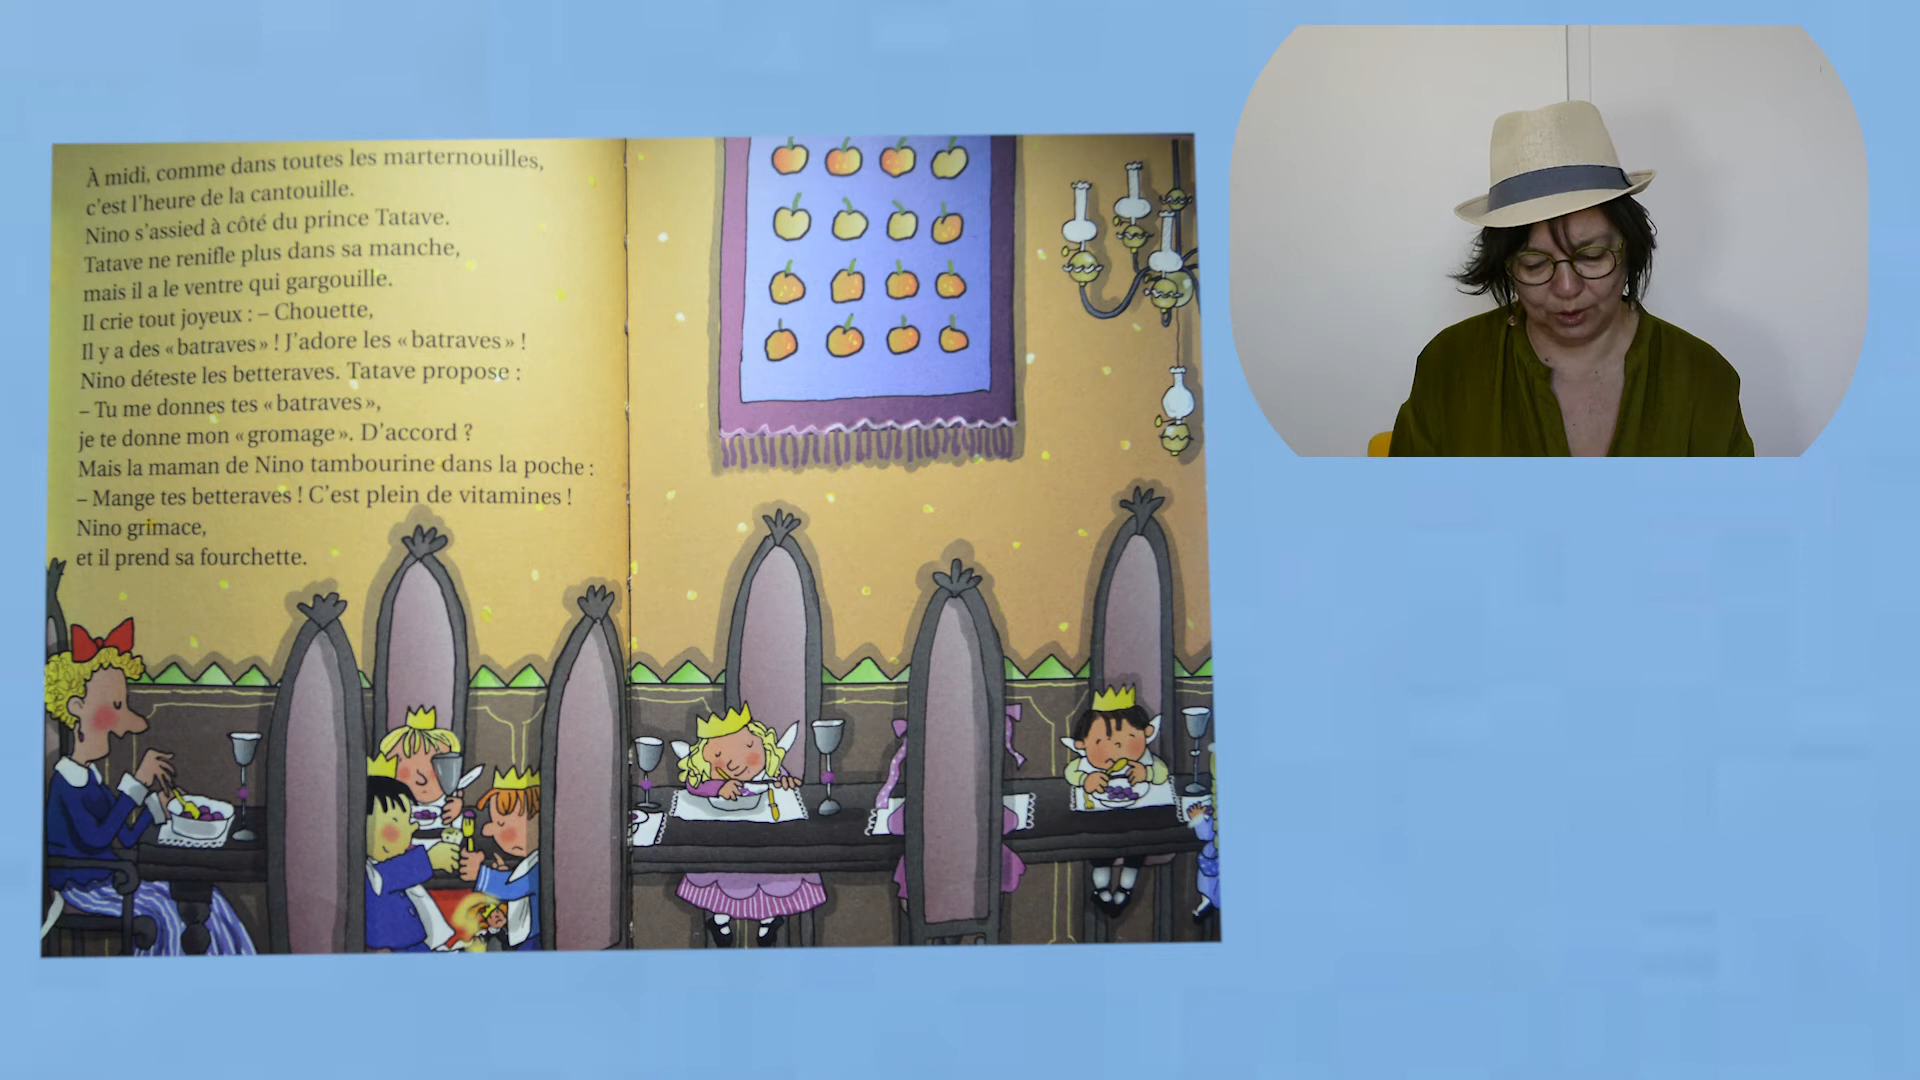 À midi, comme dans toutes les marternouilles,
c'est l'heure de la cantouille.
Nino s'assied à côté du prince Tatave.
Tatave ne renifle plus dans sa manche,
mais il a le ventre qui gargouille.
Il crie tout joyeux : – Chouette,
Il y a des « batraves » ! J'adore les « batraves » !
Nino déteste les betteraves. Tatave propose :
– Tu me donnes tes « batraves »,
je te donne mon « gromage ». D'accord ?
Mais la maman de Nino tambourine dans la poche :
– Mange tes betteraves ! C'est plein de vitamines !
Nino grimace,
et il prend sa fourchette.